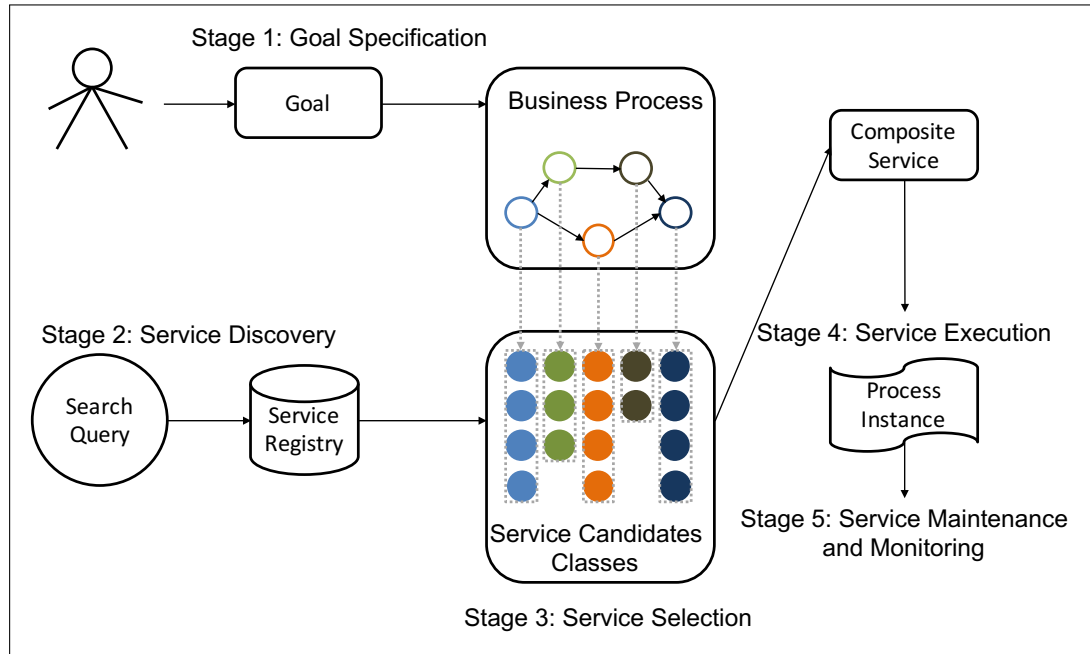 Stage 1: Goal Specification
Goal
Business Process
Composite
Service
Stage 2: Service Discovery
Search
Query
Service
Registry
Service Candidates
Classes
Stage 3: Service Selection
Stage 4: Service Execution
Process
Instance
Stage 5: Service Maintenance
and Monitoring